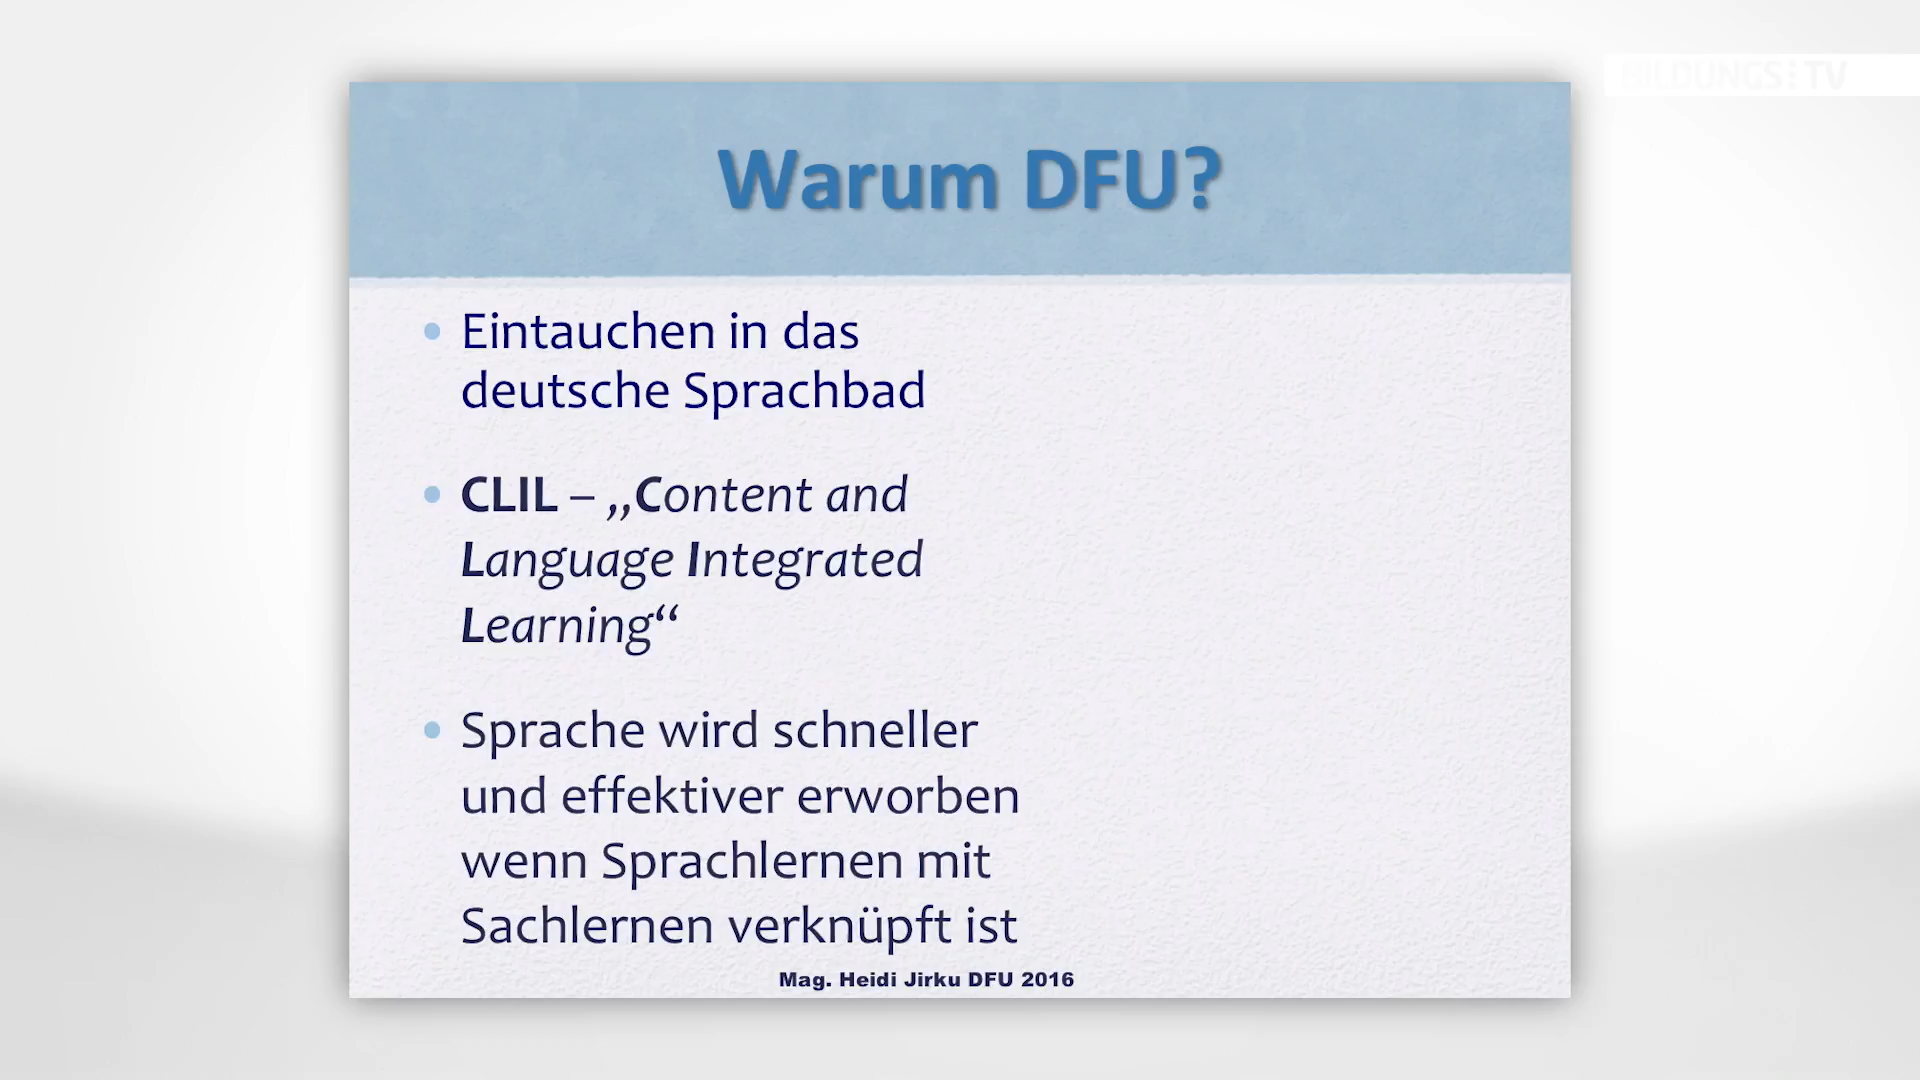 BILDUNGS TV
Warum DFU?
• Eintauchen in das
deutsche Sprachbad
• CLIL – „Content and
Language Integrated
Learning“
• Sprache wird schneller
und effektiver erworben
wenn Sprachlernen mit
Sachlernen verknüpft ist
Mag. Heidi Jirku DFU 2016